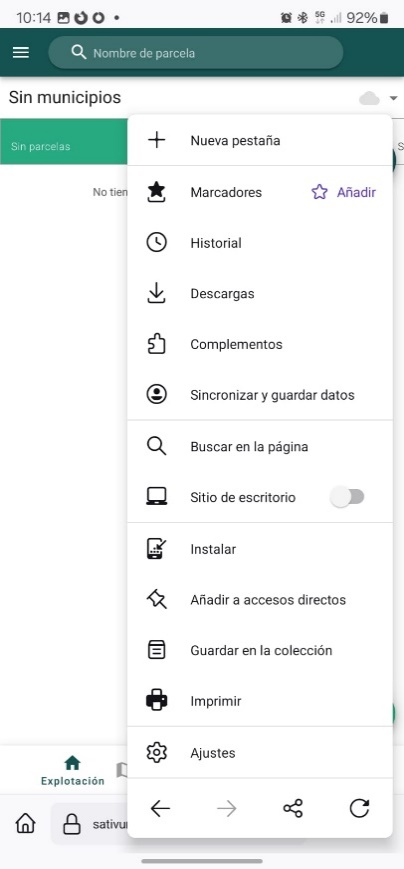 10:14
5G
92%
Nombre de parcela
Sin municipios
Sin parcelas
S
No tien
Nueva pestaña
Marcadores
Añadir
Historial
Descargas
Complementos
Sincronizar y guardar datos
Buscar en la página
Sitio de escritorio
Instalar
Añadir a accesos directos
Guardar en la colección
Imprimir
Ajustes
Explotación
sativu